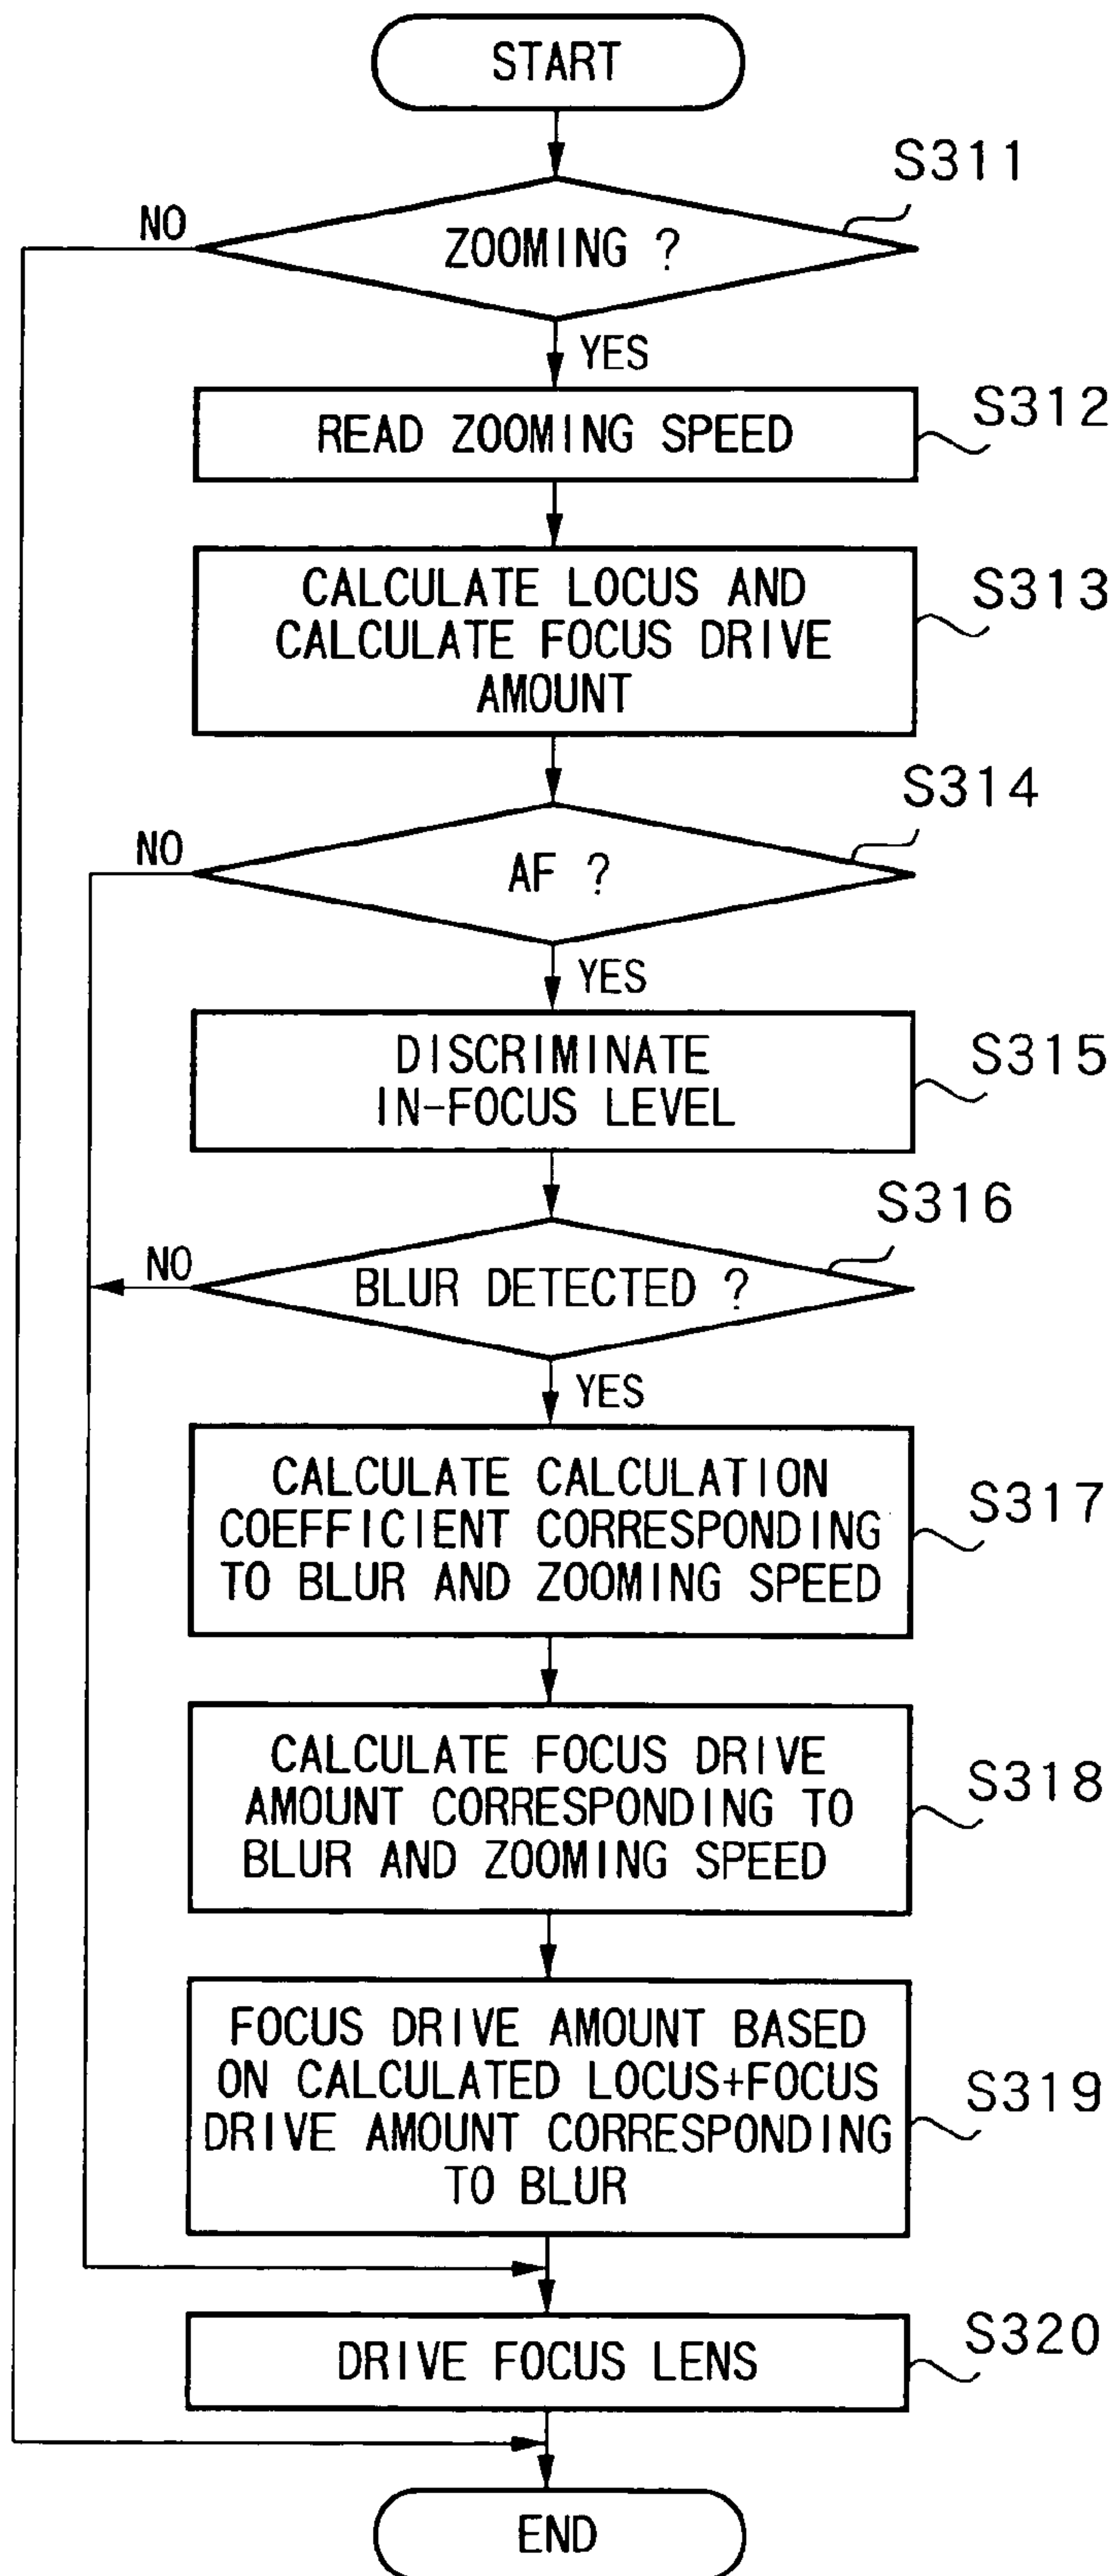 START
S311
NO
ZOOMING ?
YES
S312
READ ZOOMING SPEED
S313
CALCULATE LOCUS AND
CALCULATE FOCUS DRIVE
AMOUNT
S314
NO
AF ?
YES
S315
DISCRIMINATE
IN-FOCUS LEVEL
S316
NO
BLUR DETECTED ?
YES
S317
CALCULATE CALCULATION
COEFFICIENT CORRESPONDING
TO BLUR AND ZOOMING SPEED
S318
CALCULATE FOCUS DRIVE
AMOUNT CORRESPONDING TO
BLUR AND ZOOMING SPEED
S319
FOCUS DRIVE AMOUNT BASED
ON CALCULATED LOCUS+FOCUS
DRIVE AMOUNT CORRESPONDING
TO BLUR
S320
DRIVE FOCUS LENS
END